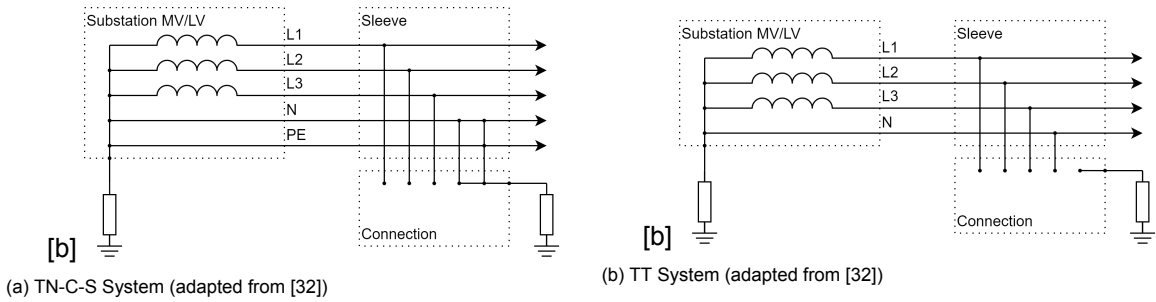 Substation MV/LV
Sleeve
L1
L2
L3
N
PE
Connection
[b]
(a) TN-C-S System (adapted from [32])
Substation MV/LV
Sleeve
L1
L2
L3
N
Connection
[b]
(b) TT System (adapted from [32])